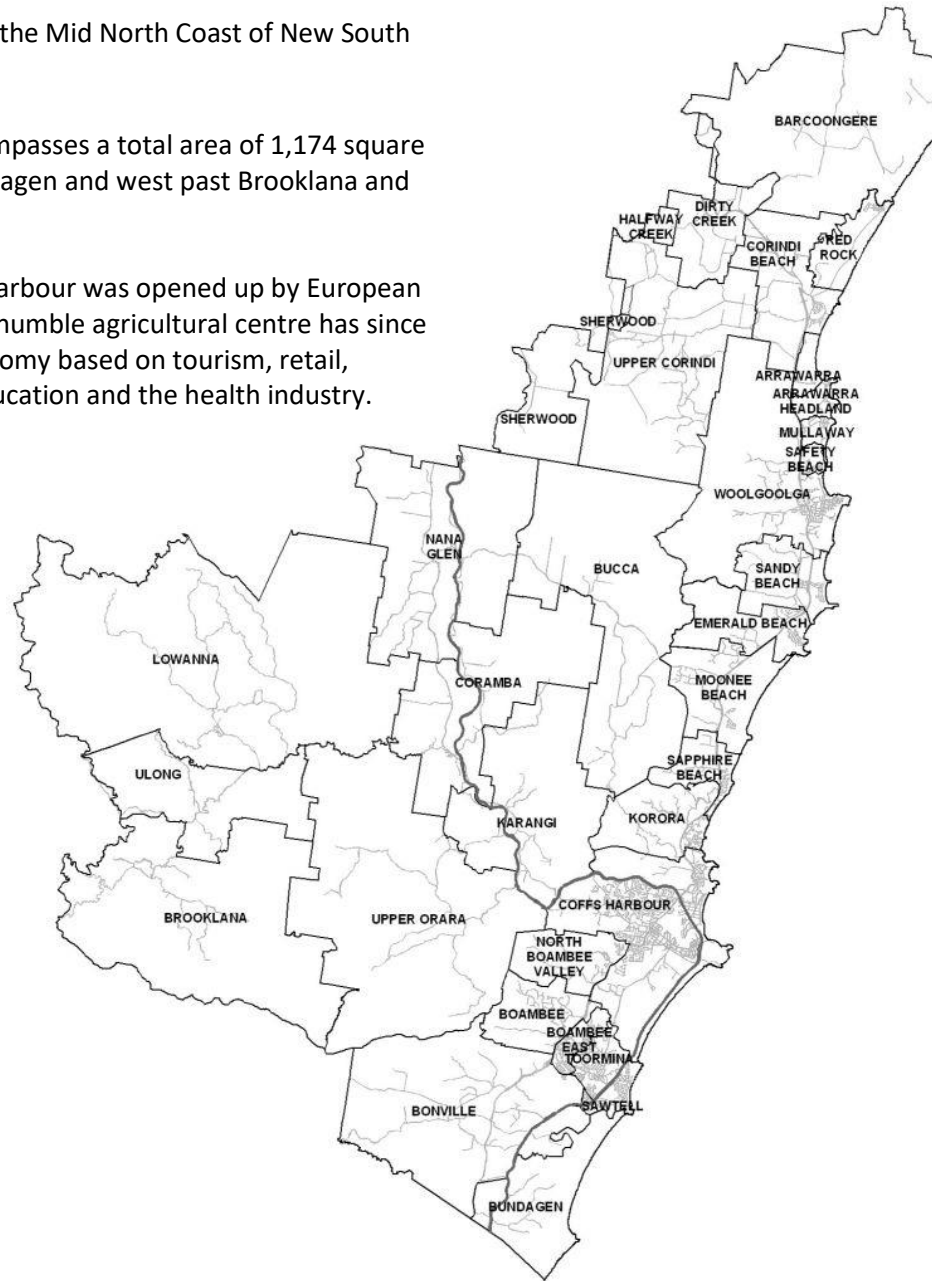 the Mid North Coast of New South
mpasses a total area of 1,174 square
agen and west past Brooklana and
arbour was opened up by European
humble agricultural centre has since
omy based on tourism, retail,
ucation and the health industry.
BARCOONGERE
DIRTY
CREEK
HALFWAY
CREEK
CORINDI
BEACH
RED
ROCK
SHERWOOD
UPPER CORINDI
ARRAWARRA
ARRAWARRA
HEADLAND
SHERWOOD
MULLAWAY
SAFETY
BEACH
WOOLGOOLGA
NANA
GLEN
BUCCA
SANDY
BEACH
EMERALD BEACH
LOWANNA
CORAMBA
MOONEE
BEACH
ULONG
SAPPHIRE
BEACH
KARANGI
KORORA
BROOKLANA
UPPER ORARA
COFFS HARBOUR
NORTH
BOAMBEE
VALLEY
BOAMBEE
BOAMBEE
EAST
TOORMINA
BONVILLE
SAWTELL
BUNDAGEN